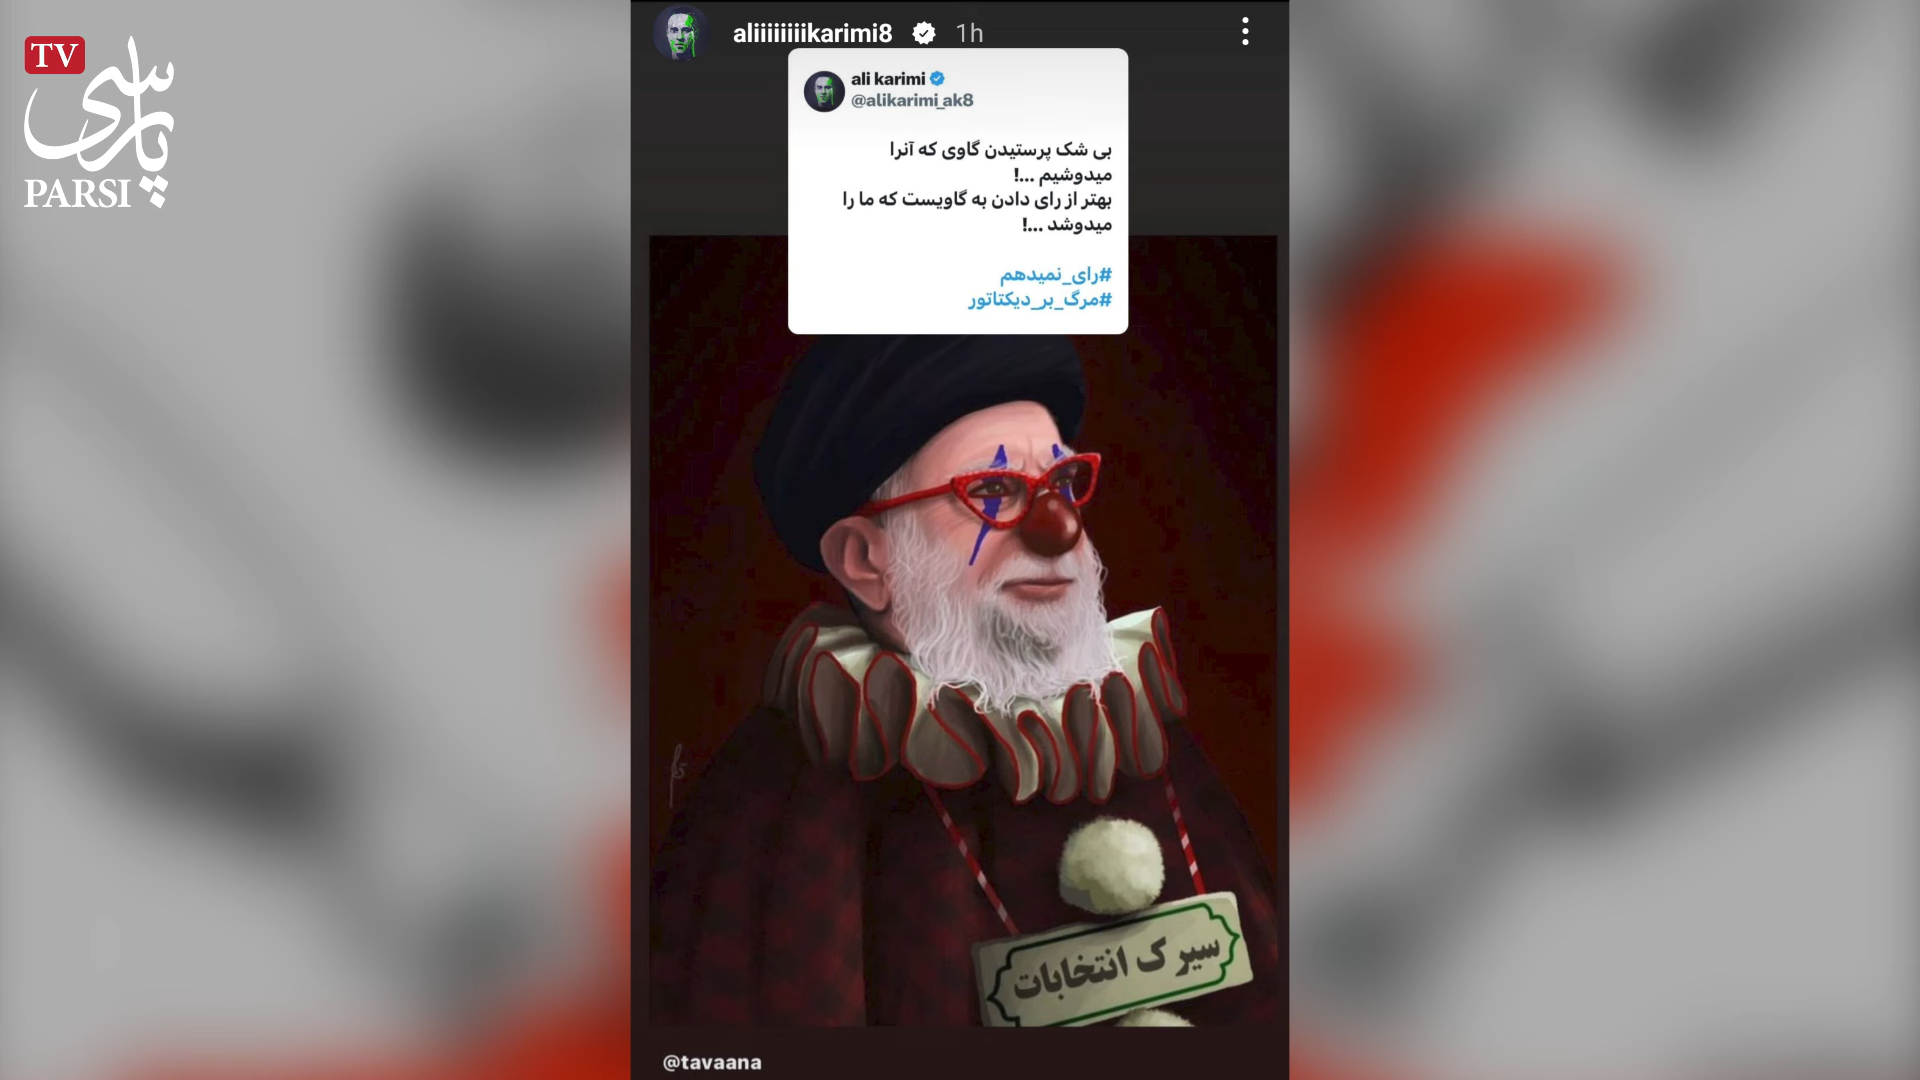 TV
پارسی
PARSI
aliiiiiiiikarimi8 1h
ali karimi
@alikarimi_ak8
بی شک پرستیدن گاوی که آنرا
میدوشیم ...!
بهتر از رای دادن به گاویست که ما را
میدوشد ...!
#رای_نمیدهم
#مرگ_بر_دیکتاتور
سیرک انتخابات
@tavaana